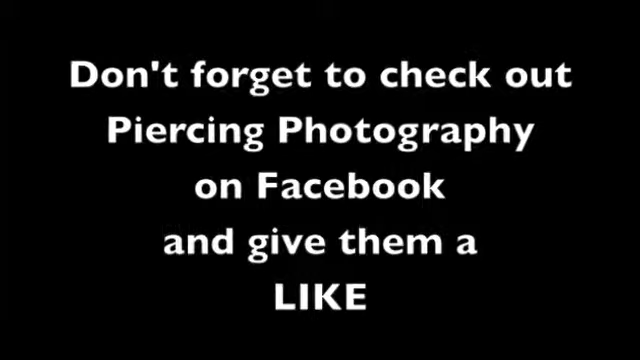 Don't forget to check out
Piercing Photography
on Facebook
and give them a
LIKE